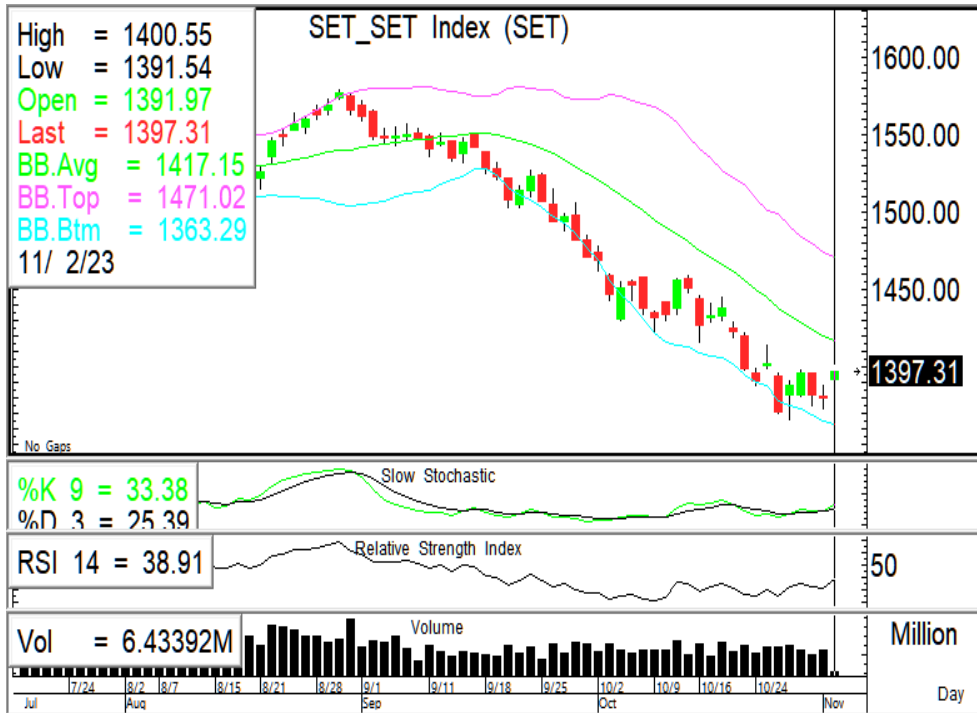 SET_SET Index (SET)
High = 1400.55
Low = 1391.54
Open = 1391.97
Last = 1397.31
BB.Avg = 1417.15
BB.Top = 1471.02
BB.Btm = 1363.29
11/ 2/23
1600.00
1550.00
1500.00
1450.00
1397.31
No Gaps
Slow Stochastic
%K 9 = 33.38
%D 3 = 25.39
Relative Strength Index
RSI 14 = 38.91
50
Volume
Vol = 6.43392M
Million
7/24 8/2 8/7 8/15 8/21 8/28 9/1 9/11 9/18 9/25 10/2 10/9 10/16 10/24
Jul Aug Sep Oct Nov
Day